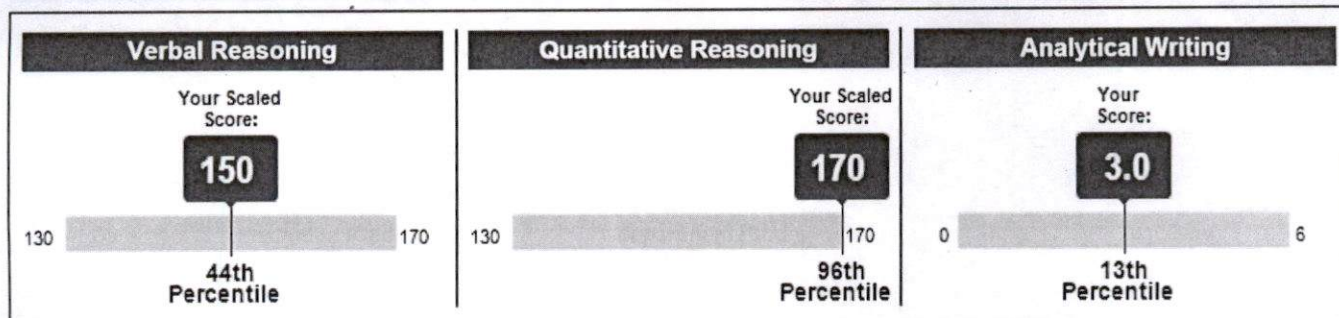 Verbal Reasoning
Your Scaled
Score:
150
130
170
44th
Percentile
Quantitative Reasoning
Your Scaled
Score:
170
130
170
96th
Percentile
Analytical Writing
Your
Score:
3.0
0
6
13th
Percentile